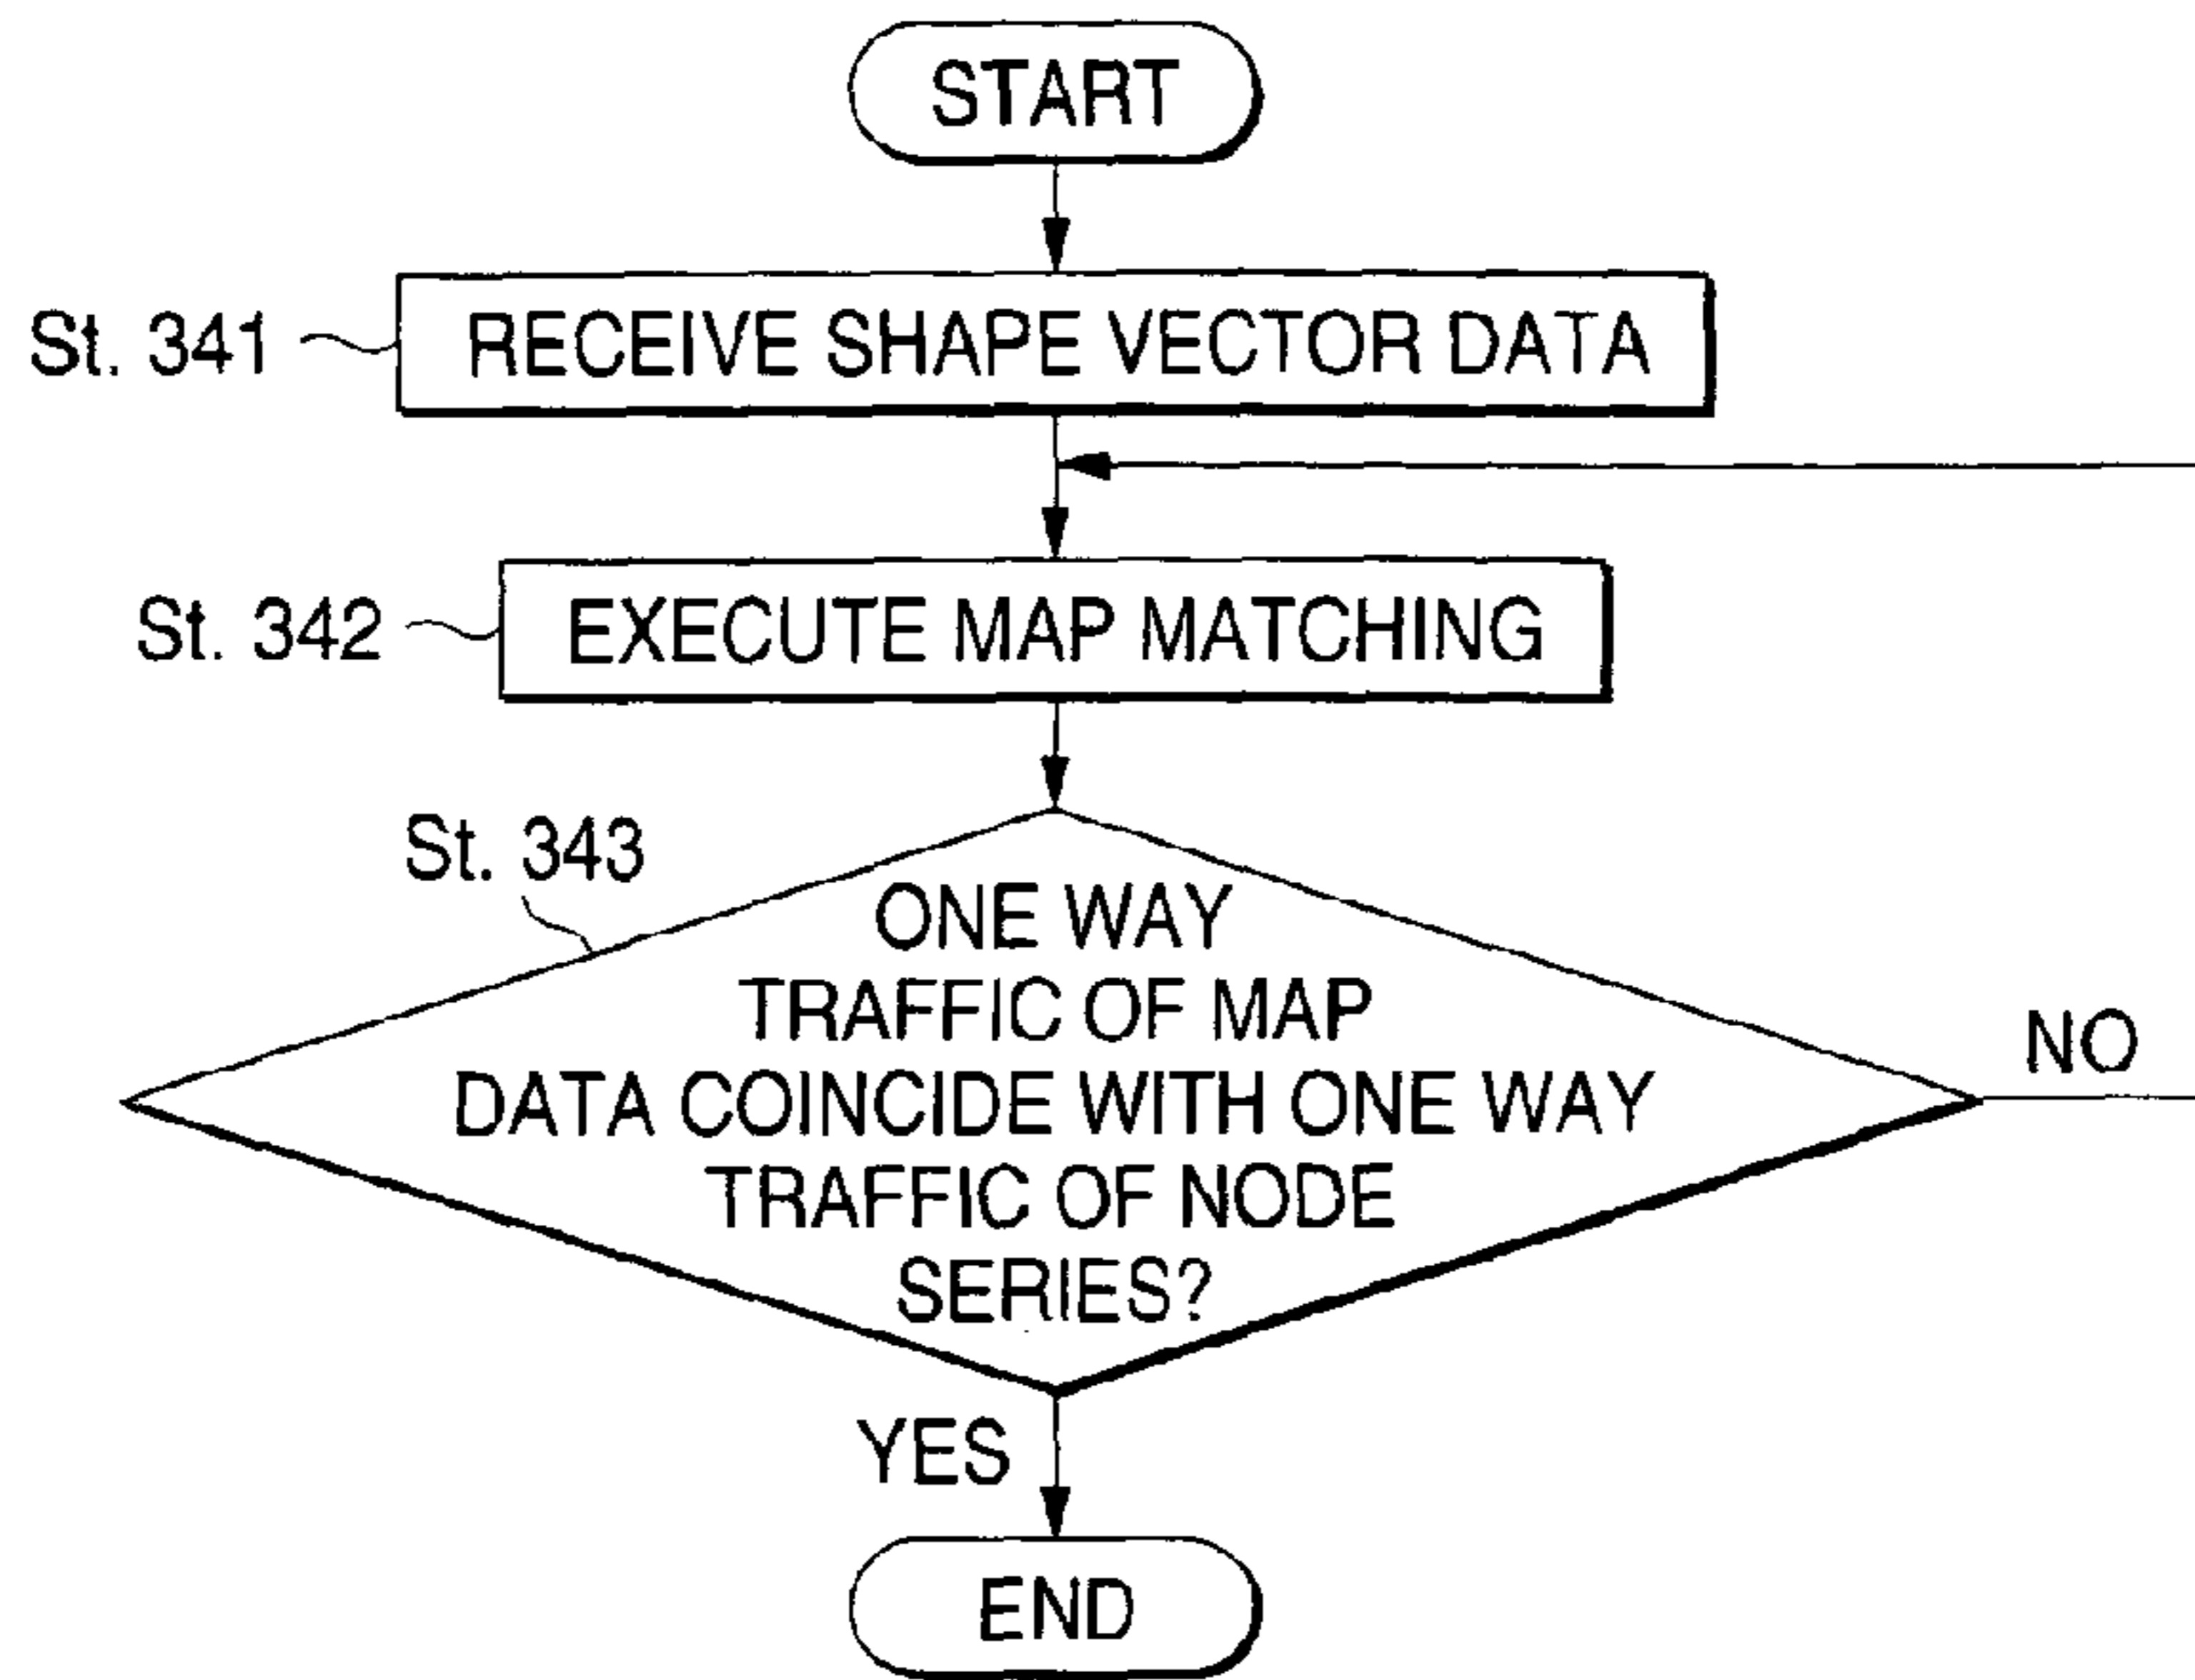 START
St. 341
RECEIVE SHAPE VECTOR DATA
St. 342
EXECUTE MAP MATCHING
St. 343
ONE WAY
TRAFFIC OF MAP
DATA COINCIDE WITH ONE WAY
TRAFFIC OF NODE
SERIES?
NO
YES
END